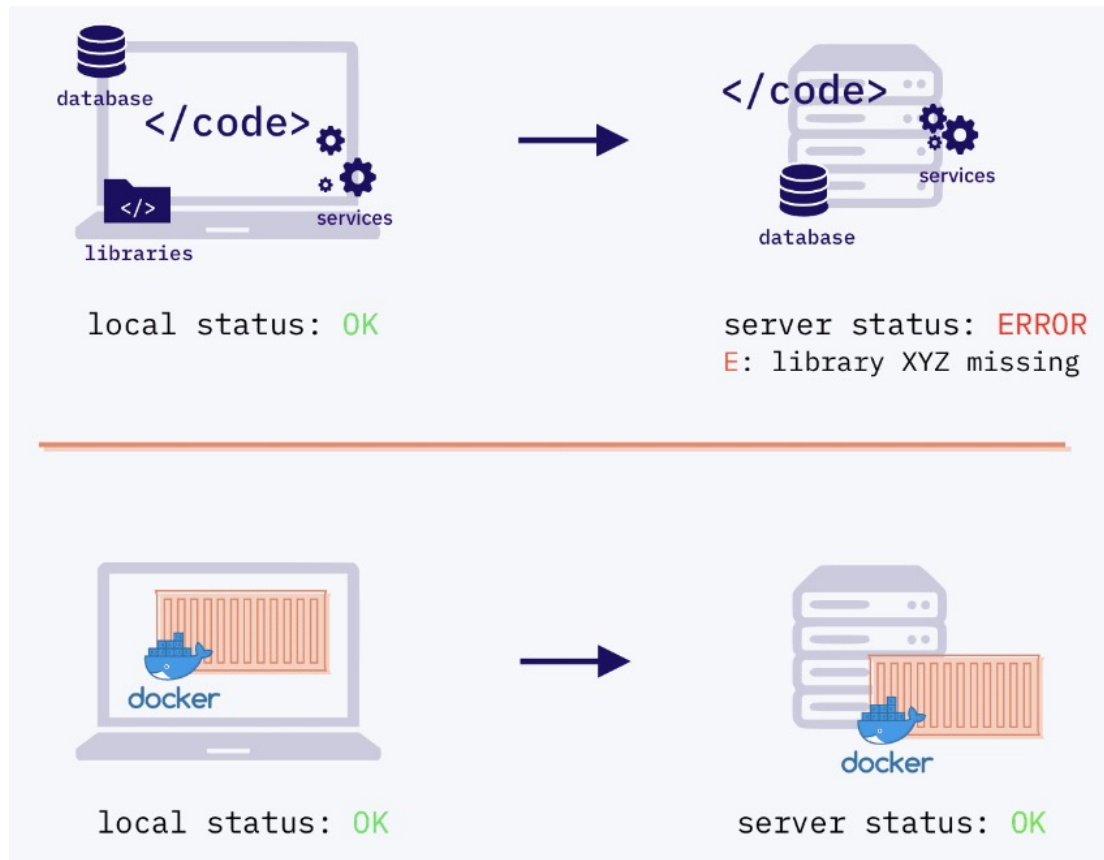 database
</code>
</>
services
libraries
local status: OK
</code>
services
database
server status: ERROR
E: library XYZ missing
docker
local status: OK
docker
server status: OK